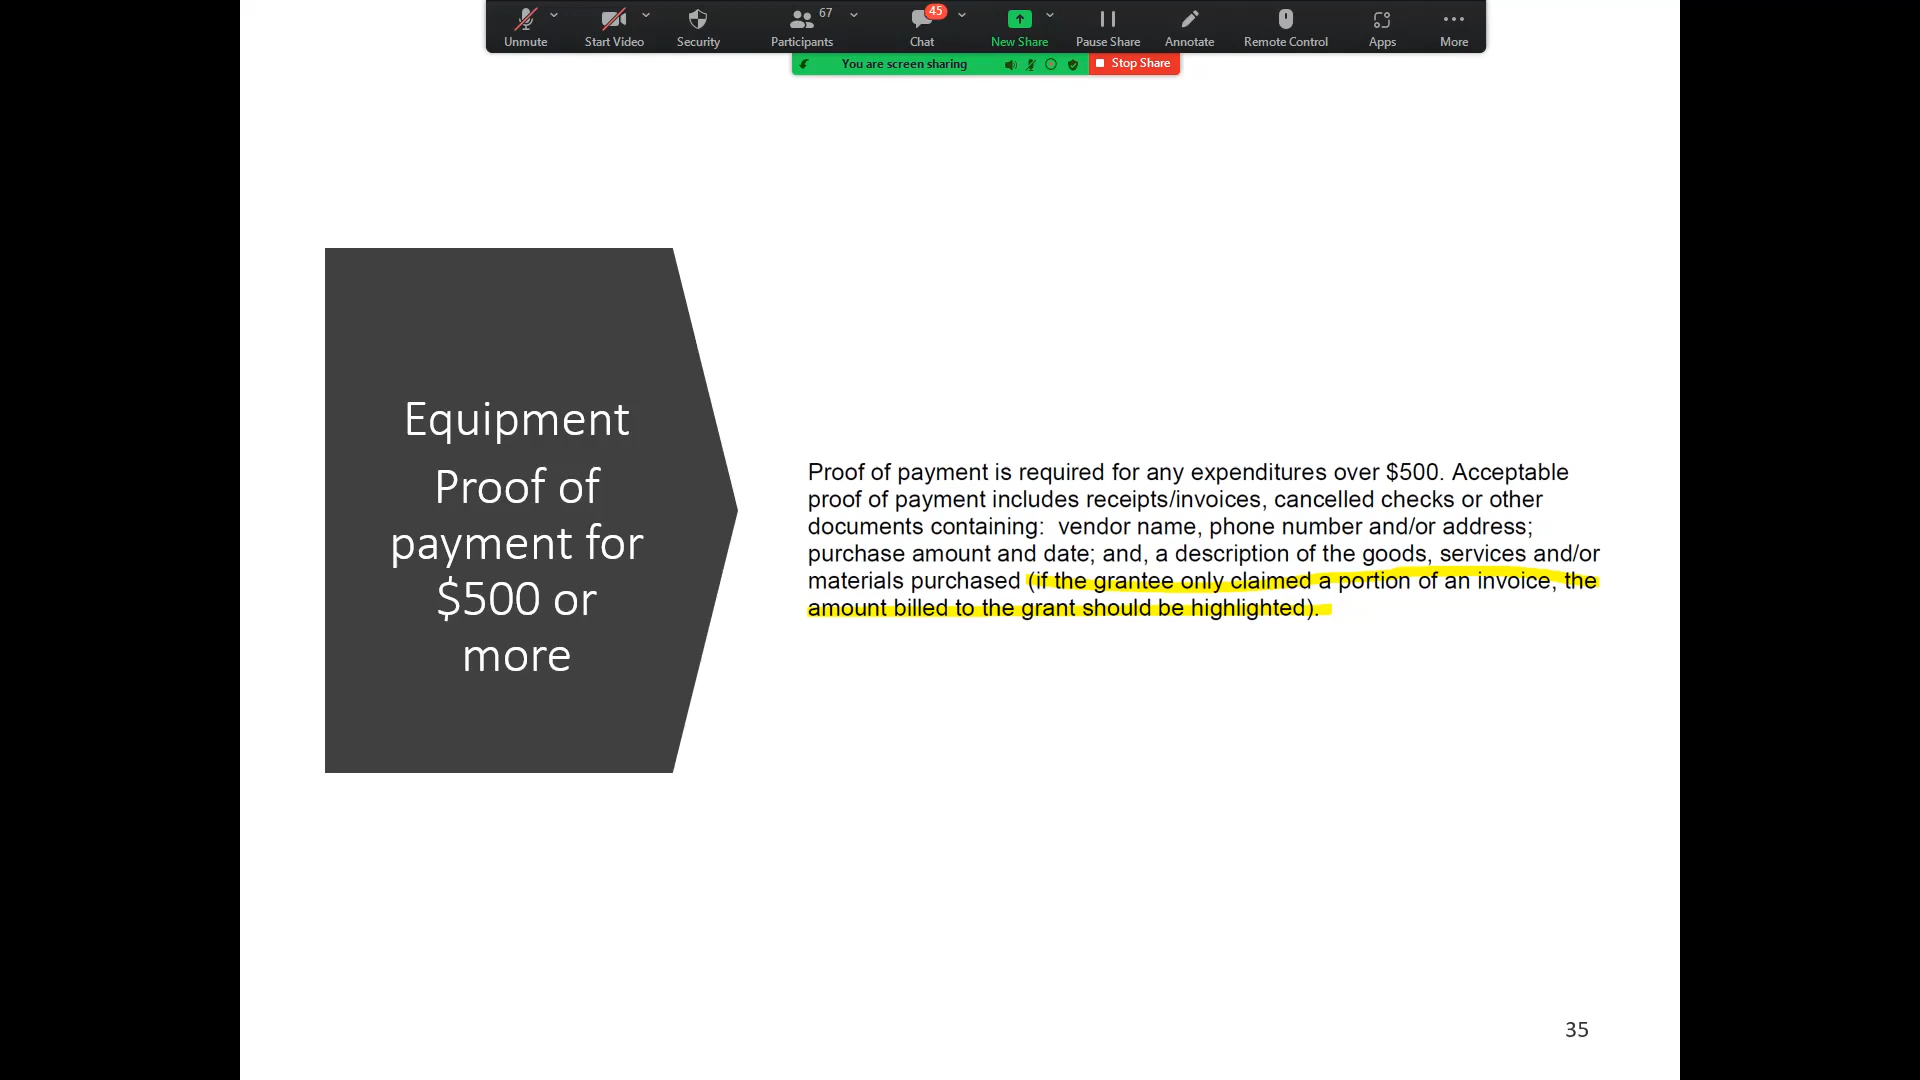 67
45
Unmute
Start Video
Security
Participants
Chat
New Share
Pause Share
Annotate
Remote Control
Apps
More
You are screen sharing
Stop Share
Equipment
Proof of
payment for
$500 or
more
Proof of payment is required for any expenditures over $500. Acceptable
proof of payment includes receipts/invoices, cancelled checks or other
documents containing:  vendor name, phone number and/or address;
purchase amount and date; and, a description of the goods, services and/or
materials purchased (if the grantee only claimed a portion of an invoice, the
amount billed to the grant should be highlighted).
35